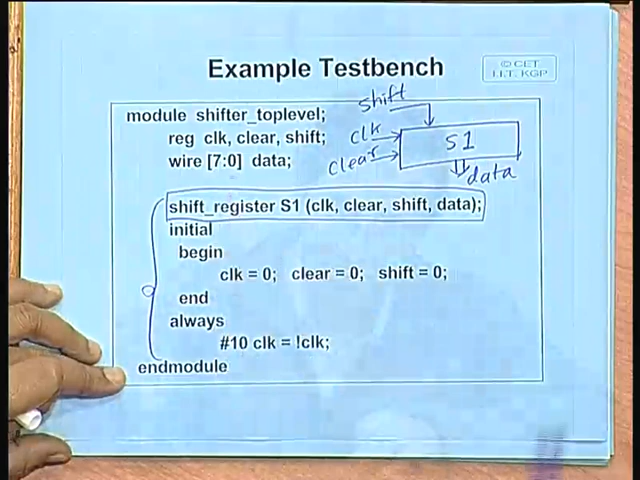 Example Testbench
© CET
I.I.T. KGP
module shifter_toplevel;
reg clk, clear, shift;
wire [7:0] data;
shift
clk
clear
S1
data
shift_register S1 (clk, clear, shift, data);
initial
begin
clk = 0; clear = 0; shift = 0;
end
always
#10 clk = !clk;
endmodule